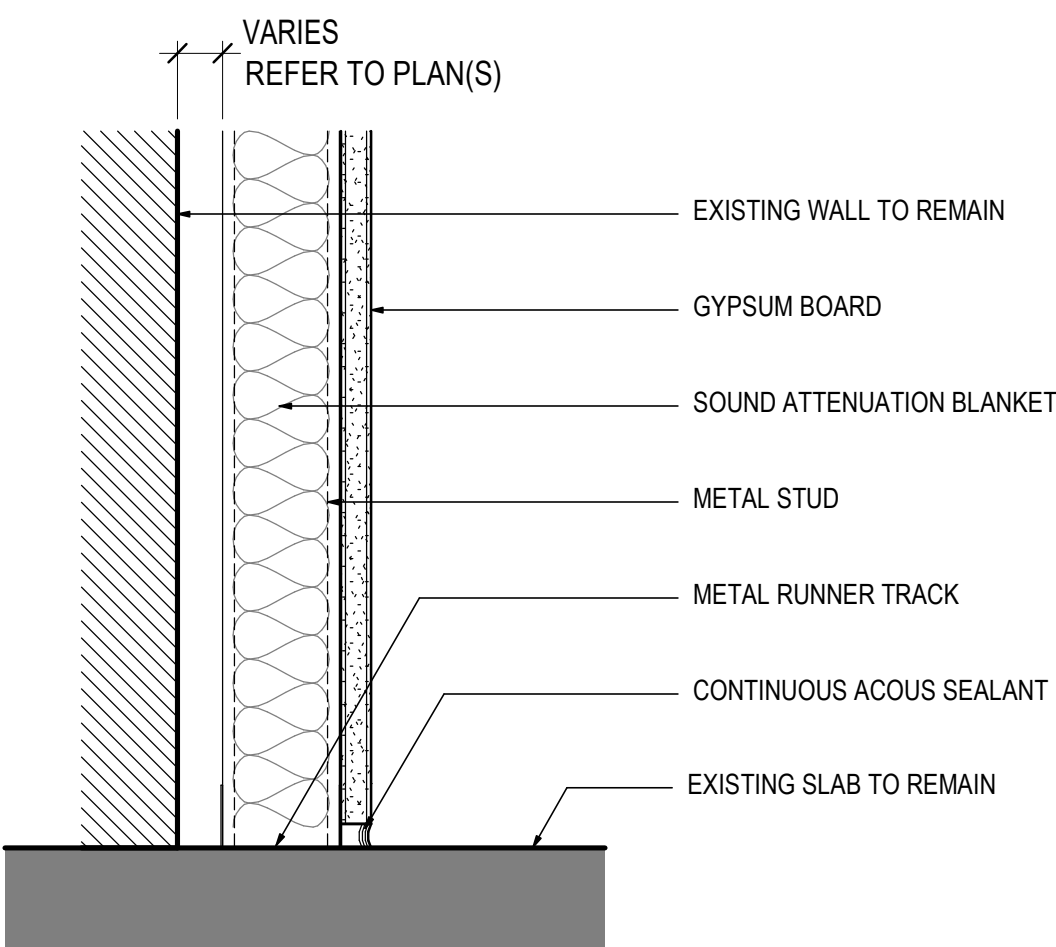 VARIES
REFER TO PLAN(S)
EXISTING WALL TO REMAIN
GYPSUM BOARD
SOUND ATTENUATION BLANKET
METAL STUD
METAL RUNNER TRACK
CONTINUOUS ACOUS SEALANT
EXISTING SLAB TO REMAIN